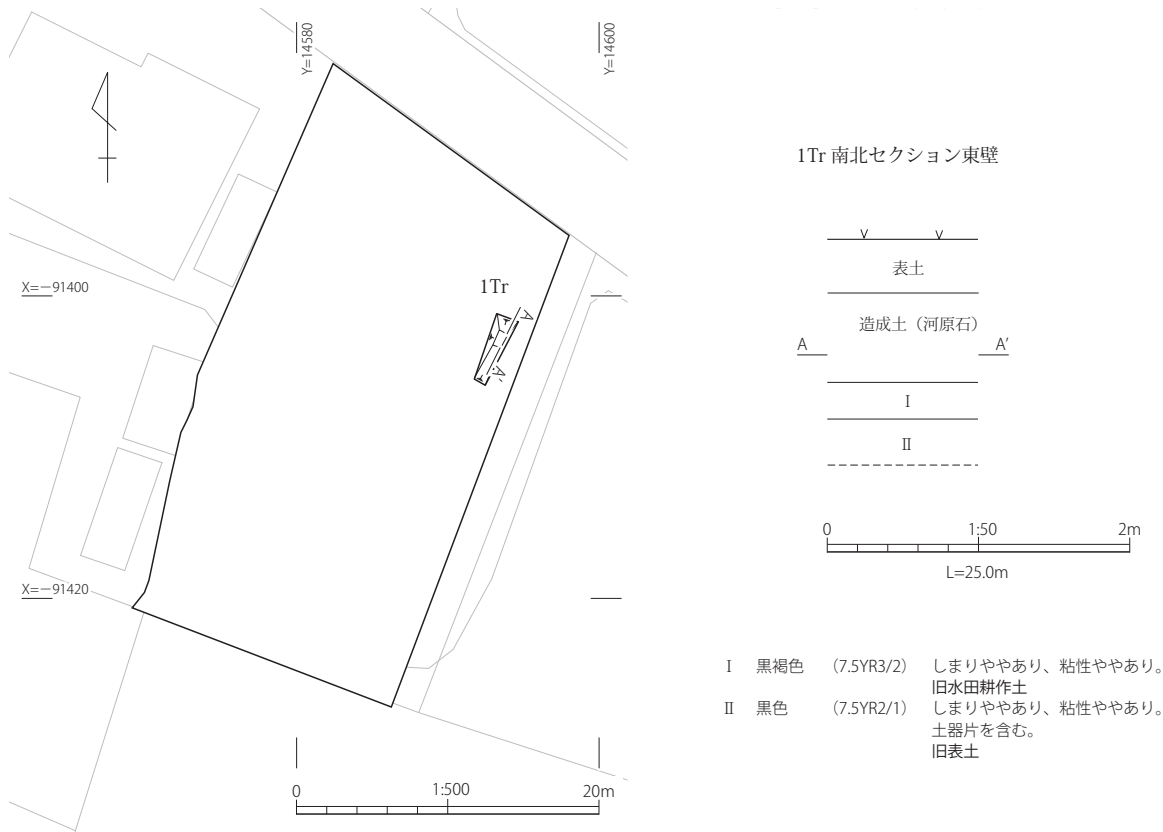 Y=14580
Y=14600
X=−91400
X=−91420
1Tr
A
A′
0
1:500
20m
1Tr 南北セクション東壁
表土
造成土（河原石）
A
A′
I
II
0
1:50
2m
L=25.0m
I 黒褐色 （7.5YR3/2） しまりややあり、粘性ややあり。
旧水田耕作土
II 黒色 （7.5YR2/1） しまりややあり、粘性ややあり。
土器片を含む。
旧表土